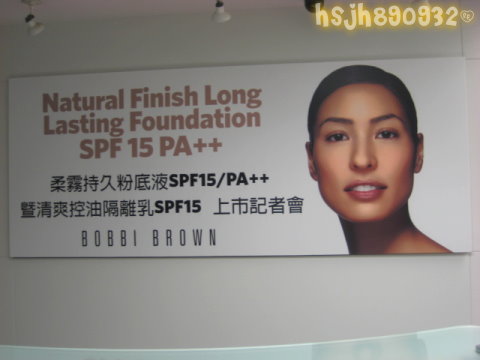 hsjh890932
Natural Finish Long
Lasting Foundation
SPF 15 PA++
柔霧持久粉底液SPF15/PA++
暨清爽控油隔離乳SPF15 上市記者會
BOBBI BROWN